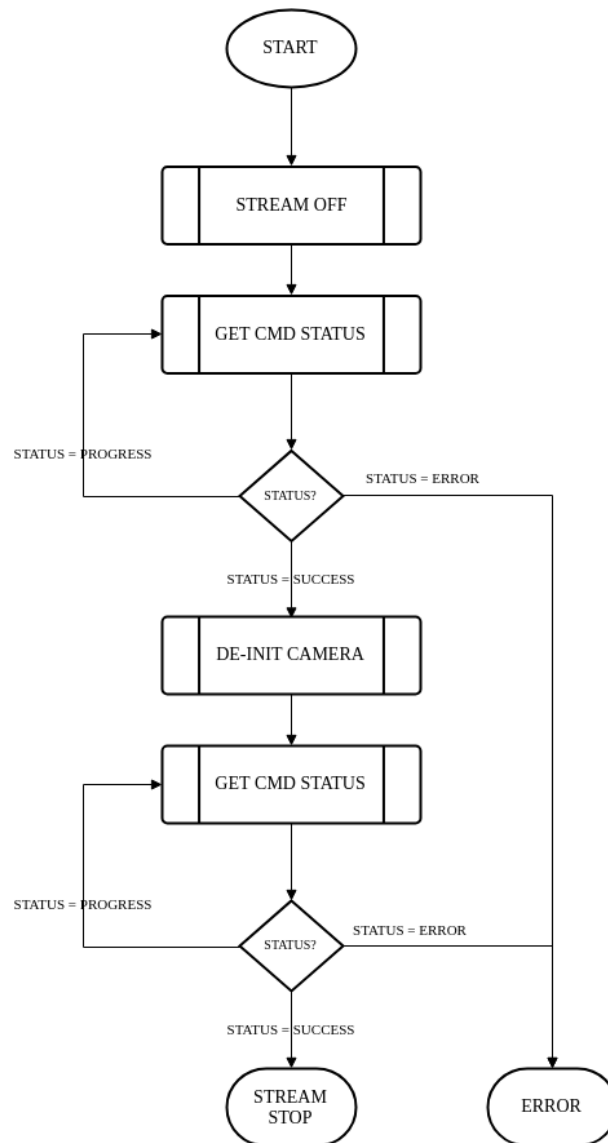 START
STREAM OFF
GET CMD STATUS
STATUS = PROGRESS
STATUS = ERROR
STATUS?
STATUS = SUCCESS
DE-INIT CAMERA
GET CMD STATUS
STATUS = PROGRESS
STATUS = ERROR
STATUS?
STATUS = SUCCESS
STREAM
STOP
ERROR